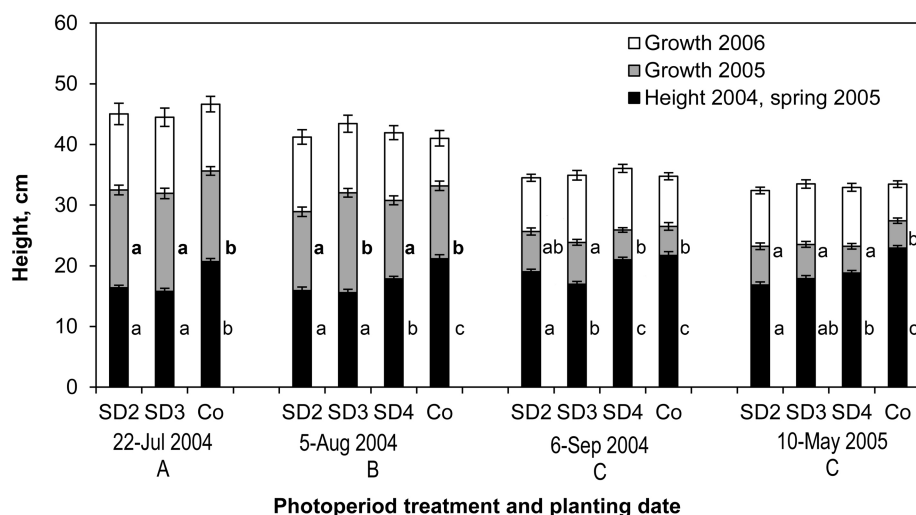 60
50
40
30
20
10
0
Height, cm
Growth 2006
Growth 2005
Height 2004, spring 2005
a a b
a b a b
ab a b b
a a a b
a a b
a a b c
a b c c
a ab b c
SD2 SD3 Co
SD2 SD3 SD4 Co
SD2 SD3 SD4 Co
SD2 SD3 SD4 Co
22-Jul 2004
5-Aug 2004
6-Sep 2004
10-May 2005
A
B
C
C
Photoperiod treatment and planting date